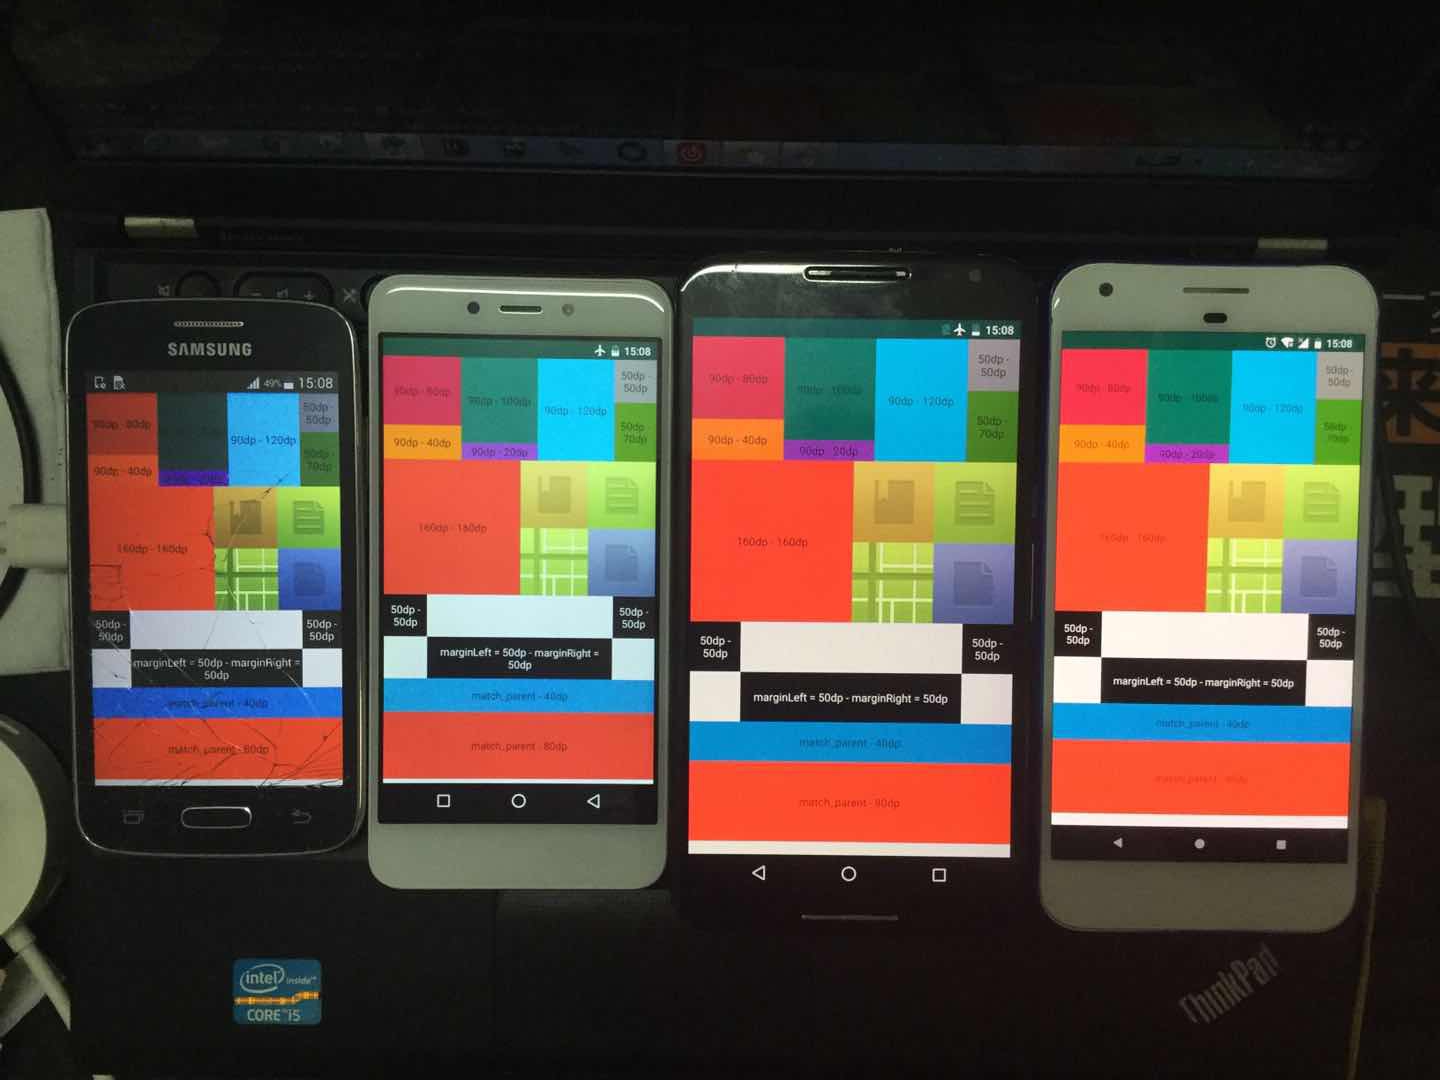 SAMSUNG
49% 15:08
90dp - 80dp
90dp - 120dp
50dp -
50dp
90dp - 40dp
50dp -
70dp
160dp - 160dp
50dp -
50dp
50dp -
50dp
marginLeft = 50dp - marginRight =
50dp
match_parent - 40dp
match_parent - 80dp
15:08
90dp - 80dp
90dp - 100dp
90dp - 120dp
50dp -
50dp
90dp - 40dp
90dp - 20dp
50dp -
70dp
160dp - 160dp
50dp -
50dp
50dp -
50dp
marginLeft = 50dp - marginRight =
50dp
match_parent - 40dp
match_parent - 80dp
15:08
90dp - 80dp
90dp - 100dp
90dp - 120dp
50dp -
50dp
90dp - 40dp
90dp - 20dp
50dp -
70dp
160dp - 160dp
50dp -
50dp
50dp -
50dp
marginLeft = 50dp - marginRight = 50dp
match_parent - 40dp
match_parent - 80dp
15:08
90dp - 80dp
90dp - 100dp
90dp - 120dp
50dp -
50dp
90dp - 40dp
90dp - 20dp
50dp -
70dp
160dp - 160dp
50dp -
50dp
50dp -
50dp
marginLeft = 50dp - marginRight = 50dp
match_parent - 40dp
match_parent - 80dp
intel inside™
CORE™ i5
ThinkPad